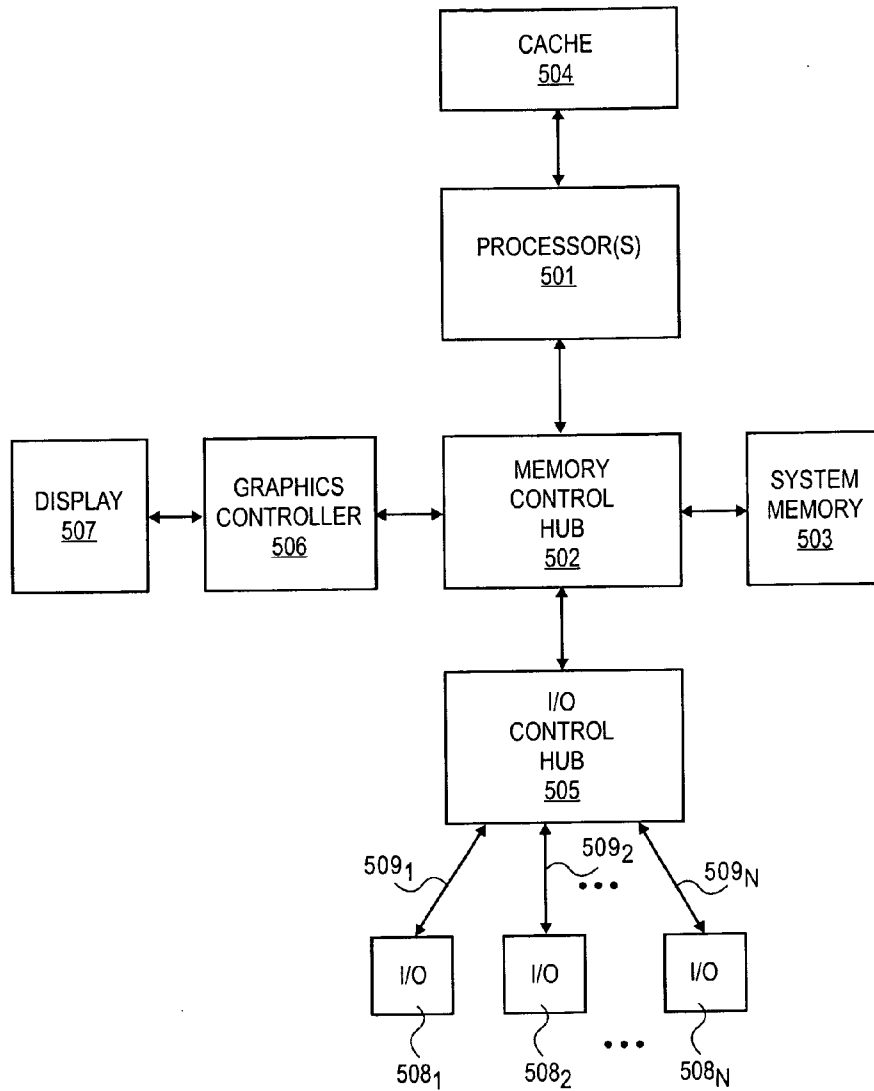 CACHE
504
PROCESSOR(S)
501
DISPLAY
507
GRAPHICS
CONTROLLER
506
MEMORY
CONTROL
HUB
502
SYSTEM
MEMORY
503
I/O
CONTROL
HUB
505
509₁
509₂
•••
509N
I/O
I/O
I/O
508₁
508₂
•••
508N